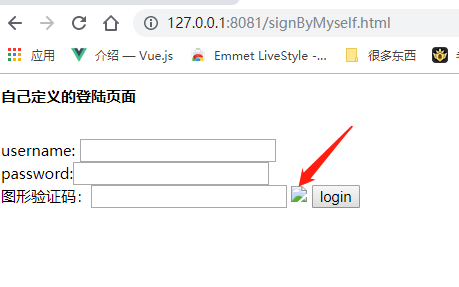 127.0.0.1:8081/signByMyself.html
应用 介绍 — Vue.js Emmet LiveStyle -... 很多东西
自己定义的登陆页面
username:
password:
图形验证码： login